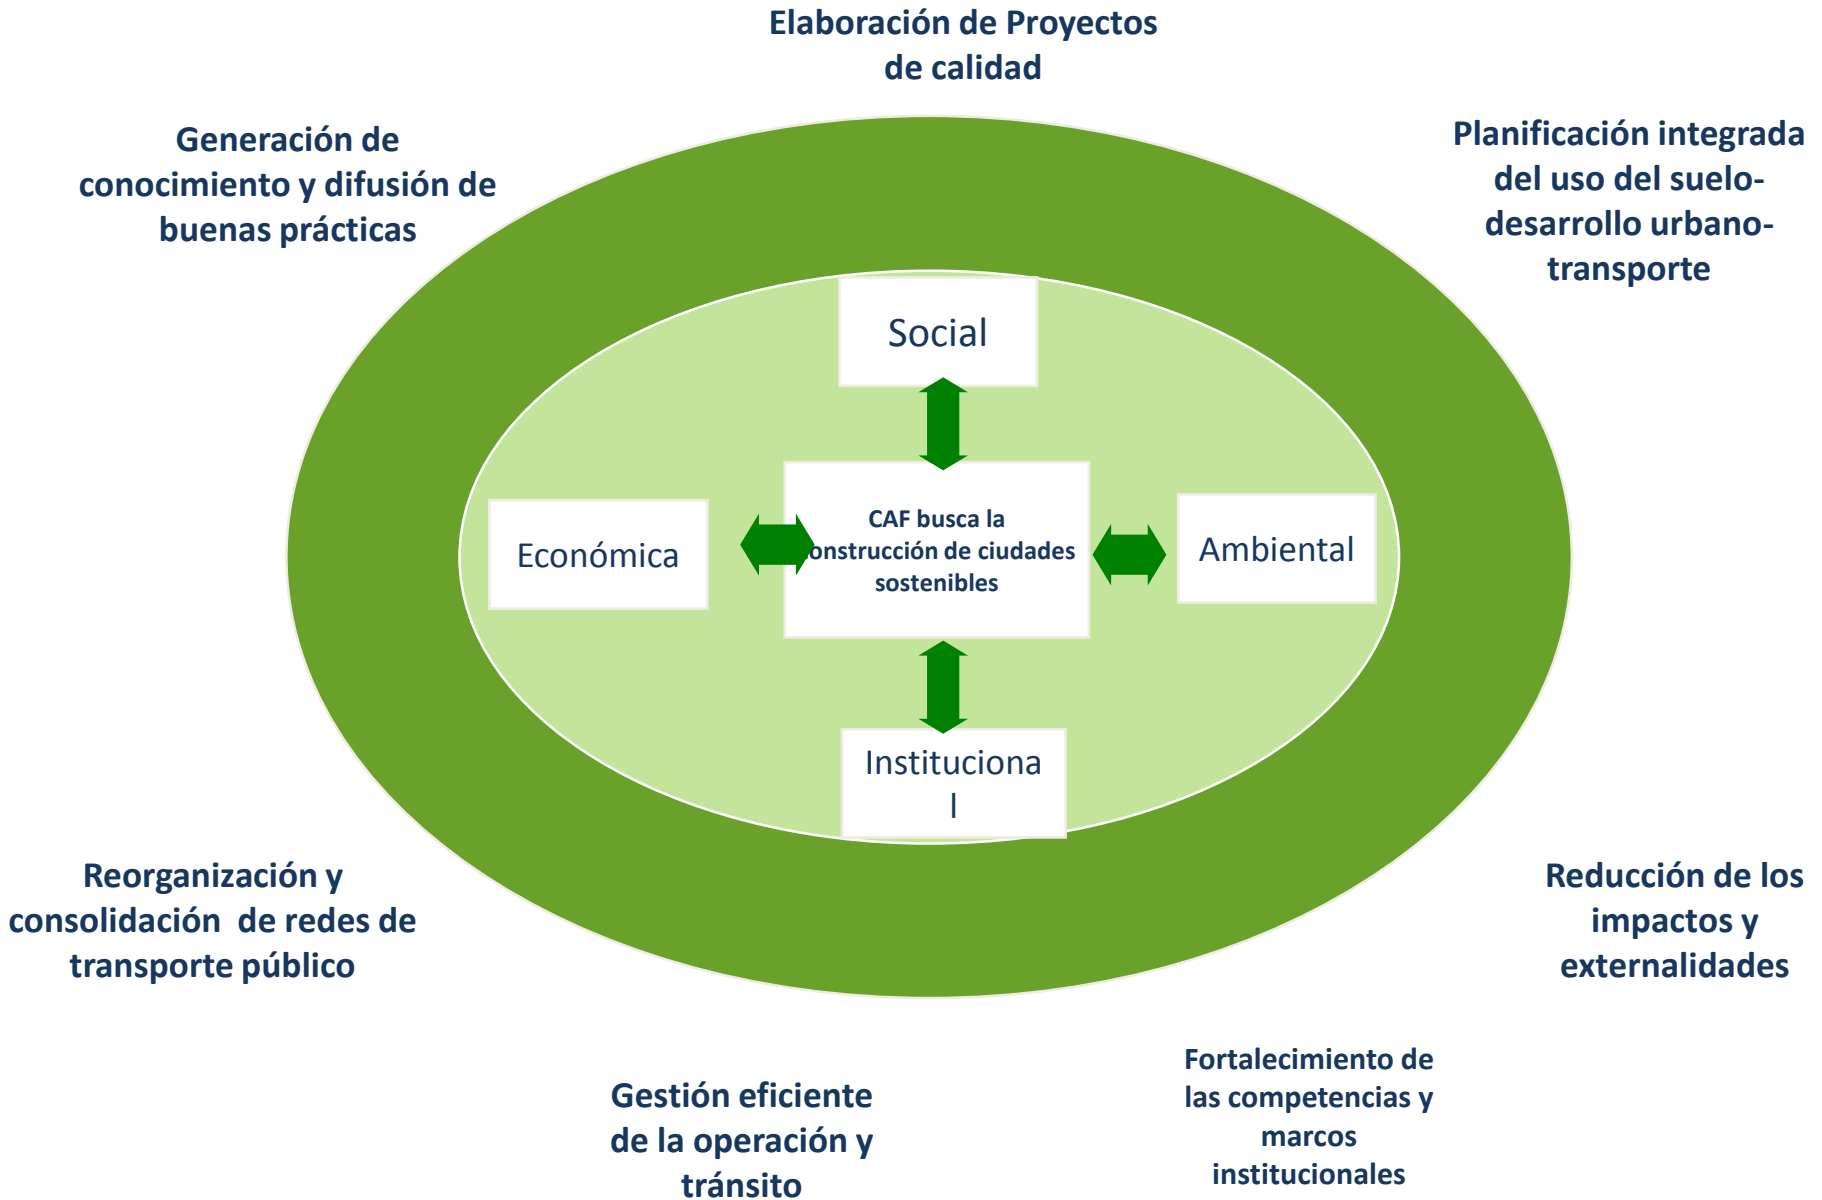 Elaboración de Proyectos
de calidad
Generación de
conocimiento y difusión de
buenas prácticas
Planificación integrada
del uso del suelo-
desarrollo urbano-
transporte
Social
Económica
CAF busca la
onstrucción de ciudades
sostenibles
Ambiental
Instituciona
l
Reorganización y
consolidación de redes de
transporte público
Reducción de los
impactos y
externalidades
Gestión eficiente
de la operación y
tránsito
Fortalecimiento de
las competencias y
marcos
institucionales